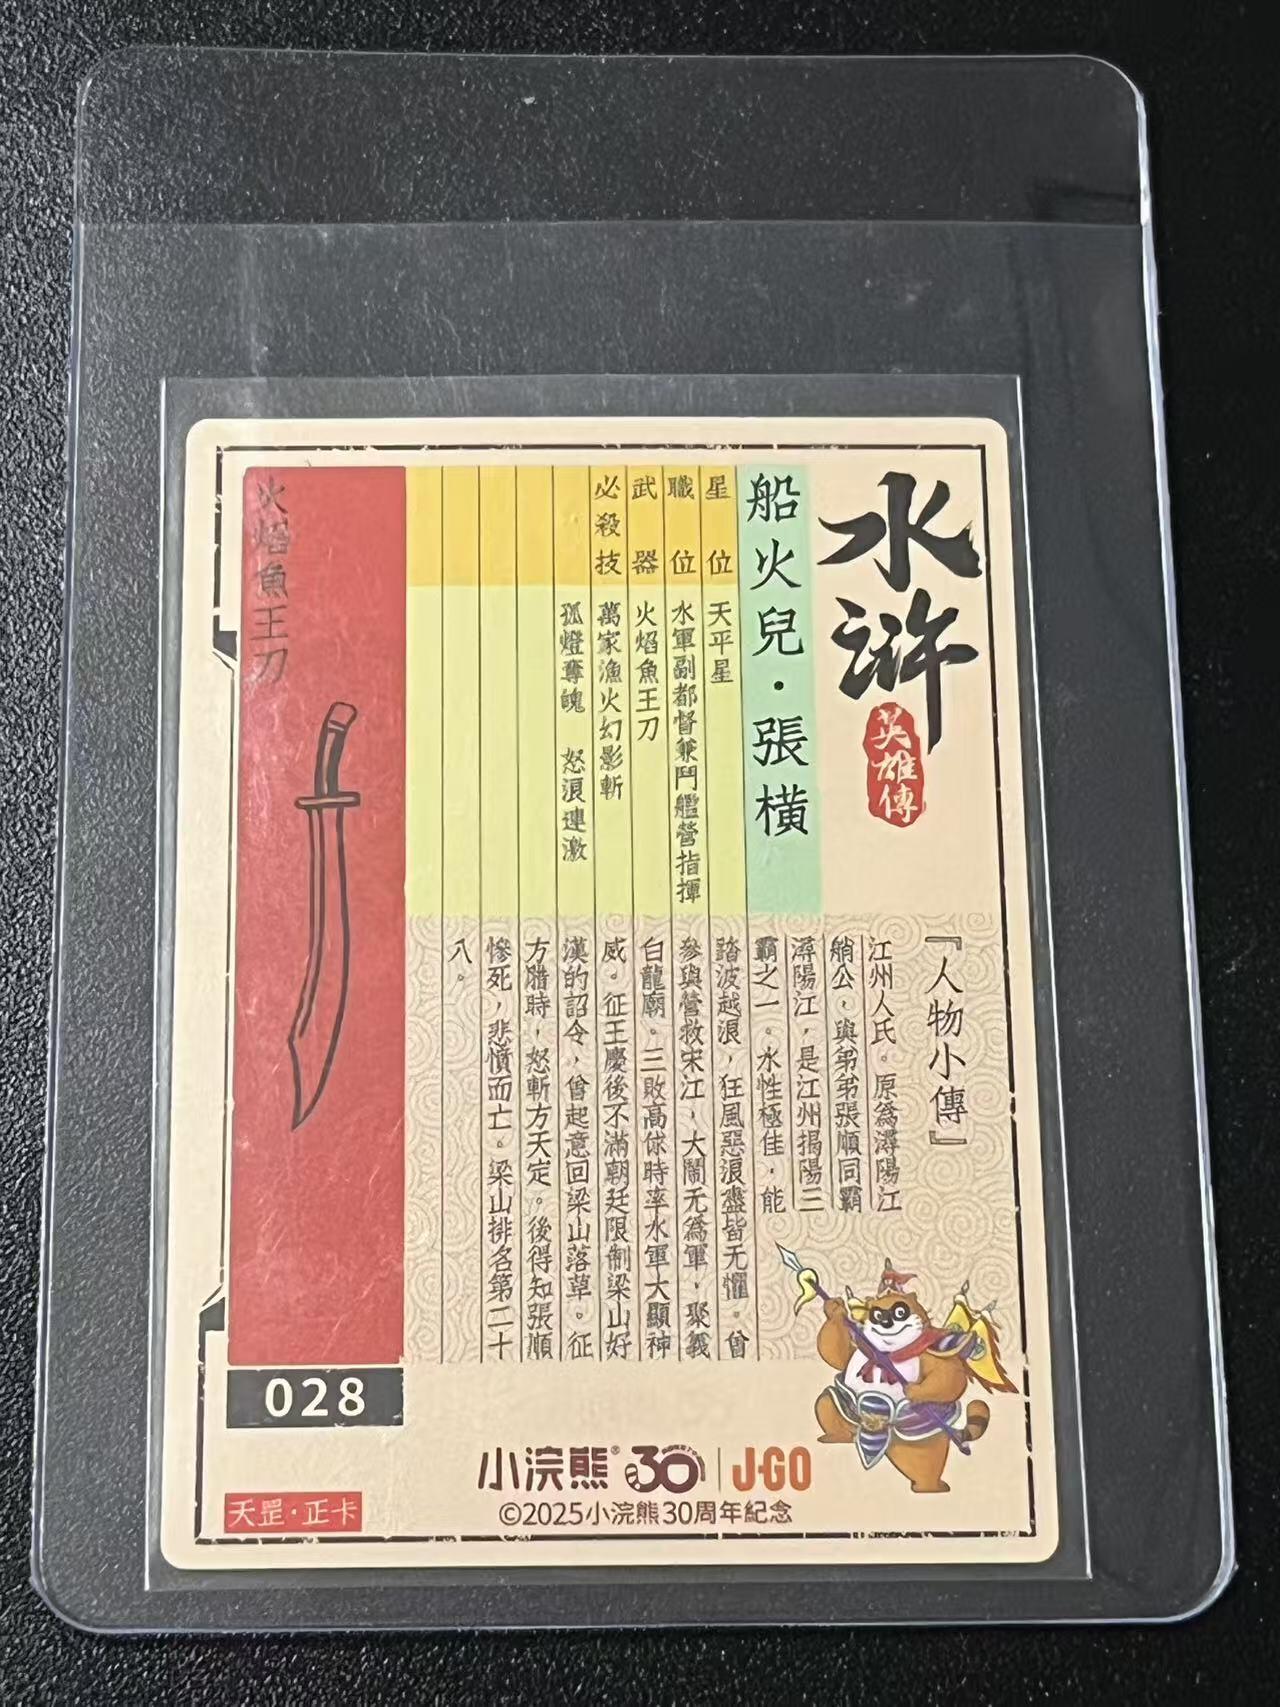 水滸
英雄傳
船火兒·張橫
星位 天平星
職位 水軍副都督兼鬥艦營指揮
武器 火焰魚王刀
必殺技 萬家漁火幻影斬
孤燈奪魄 怒浪連激
火焰魚王刀
『人物小傳』
江州人氏。原為潯陽江
艄公，與弟弟張順同霸
潯陽江，是江州揭陽三
霸之一。水性極佳，能
踏波越浪，狂風惡浪盡皆无懼。曾
參與營救宋江，大鬧无為軍，聚義
白龍廟。三敗高俅時率水軍大顯神
威。征王慶後不滿朝廷限制梁山好
漢的詔令，曾起意回梁山落草。征
方腊時，怒斬方天定。後得知張順
慘死，悲憤而亡。梁山排名第二十
八。
028
天罡·正卡
小浣熊® 30 | J·GO
©2025小浣熊30周年紀念